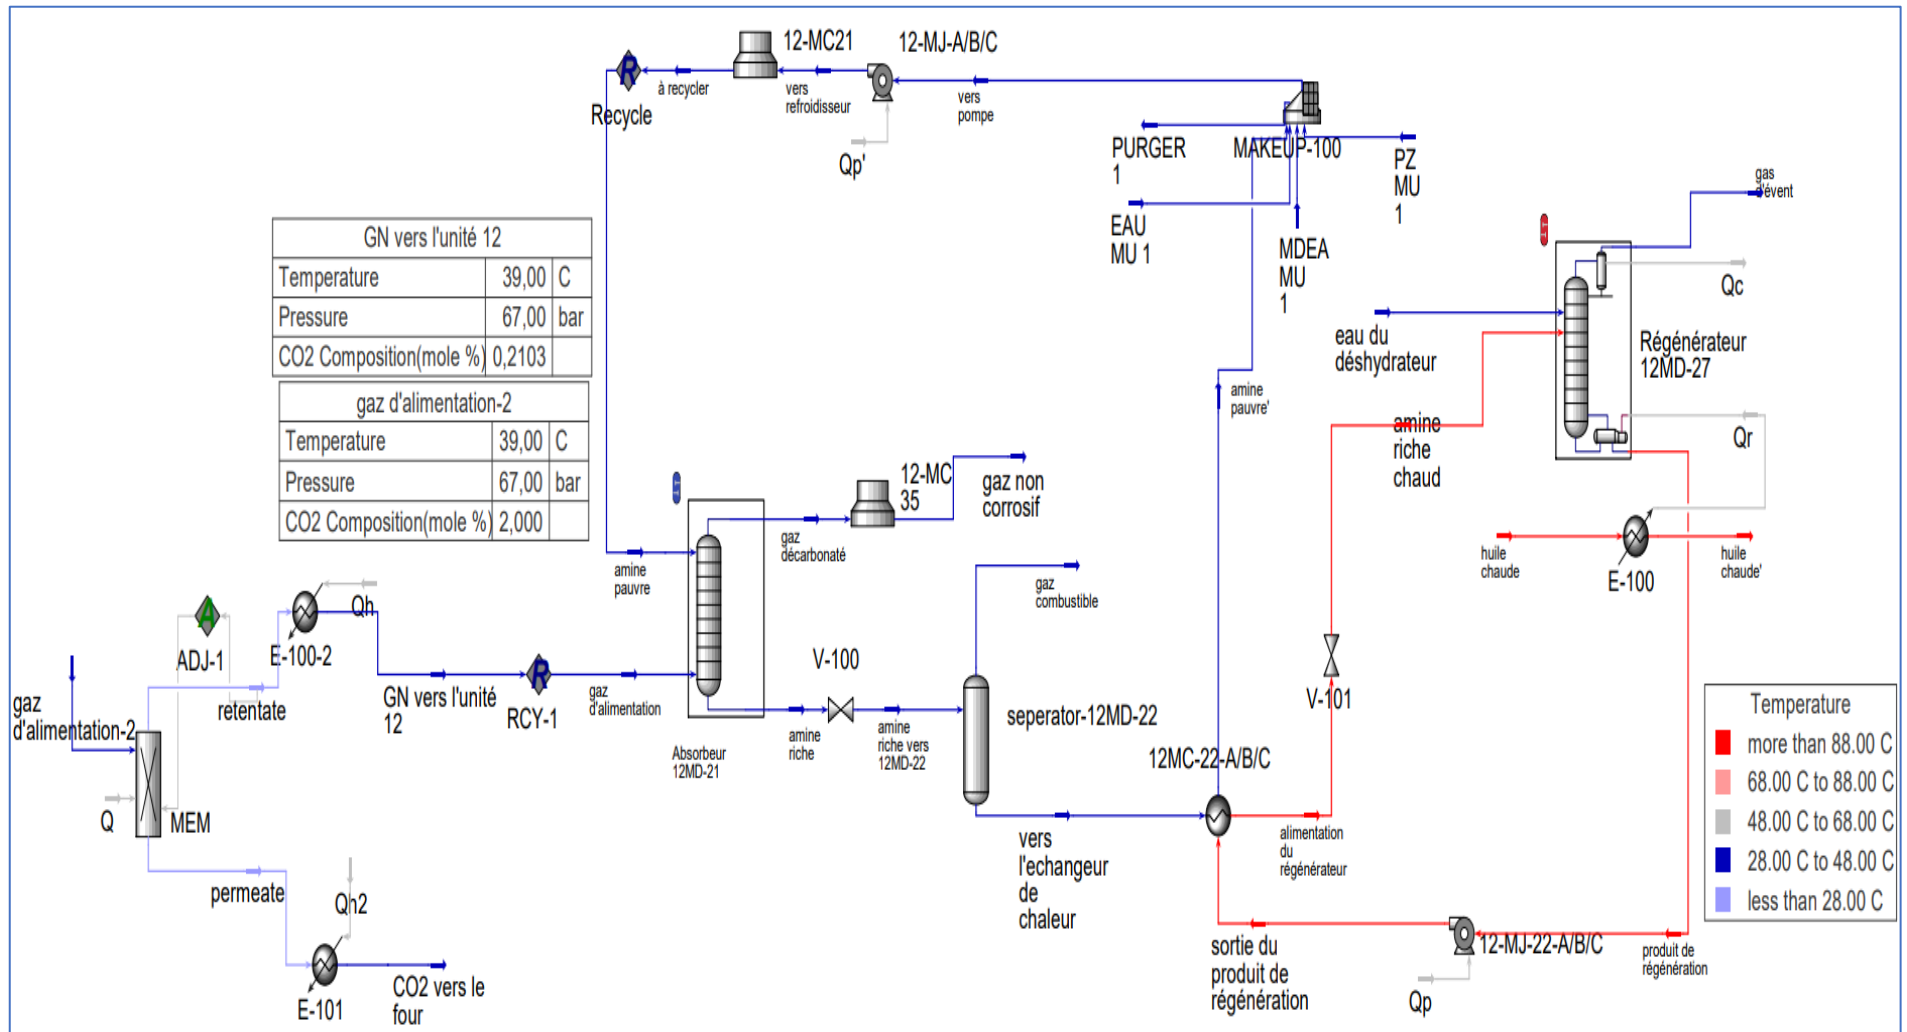 12-MC21
12-MJ-A/B/C
R
Recycle
à recycler
vers
refroidisseur
Qp'
vers
pompe
PURGER
1
MAKEUP-100
PZ
MU
1
EAU
MU 1
MDEA
MU
1
gas
d'évent
GN vers l'unité 12
Temperature 39,00 C
Pressure 67,00 bar
CO2 Composition(mole %) 0,2103
gaz d'alimentation-2
Temperature 39,00 C
Pressure 67,00 bar
CO2 Composition(mole %) 2,000
Qc
eau du
déshydrateur
Régénérateur
12MD-27
amine
pauvre'
amine
riche
chaud
Qr
huile
chaude
E-100
huile
chaude'
12-MC
35
gaz non
corrosif
gaz
décarbonaté
amine
pauvre
gaz
combustible
A
ADJ-1
E-100-2
Qh
gaz
d'alimentation-2
retentate
GN vers l'unité
12
R
RCY-1
gaz
d'alimentation
V-100
Absorbeur
12MD-21
amine
riche
amine
riche vers
12MD-22
seperator-12MD-22
V-101
12MC-22-A/B/C
Q
MEM
vers
l'echangeur
de
chaleur
alimentation
du
régénérateur
permeate
Qh2
E-101
CO2 vers le
four
sortie du
produit de
régénération
12-MJ-22-A/B/C
Qp
produit de
régénération
Temperature
more than 88.00 C
68.00 C to 88.00 C
48.00 C to 68.00 C
28.00 C to 48.00 C
less than 28.00 C